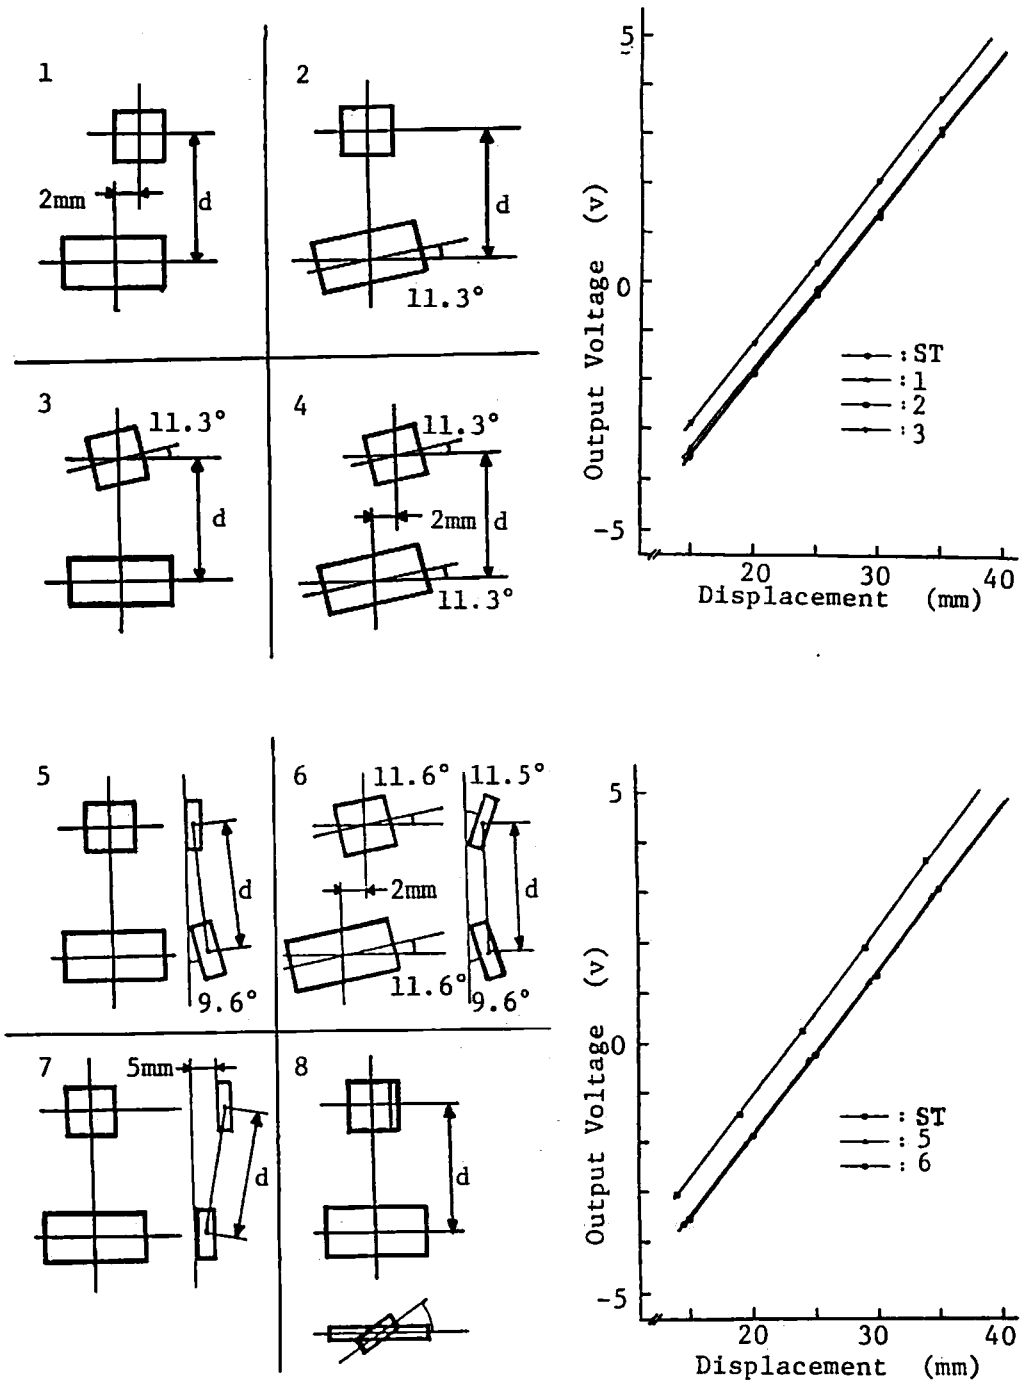 1
2mm
d
2
d
11.3°
3
11.3°
d
4
11.3°
2mm
d
11.3°
5
Output Voltage (v)
0
-5
20 30 40
Displacement (mm)
: ST
: 1
: 2
: 3
5
d
9.6°
6
11.6°
11.5°
2mm
d
11.6°
9.6°
7
5mm
d
8
d
5
Output Voltage (v)
0
-5
20 30 40
Displacement (mm)
: ST
: 5
: 6